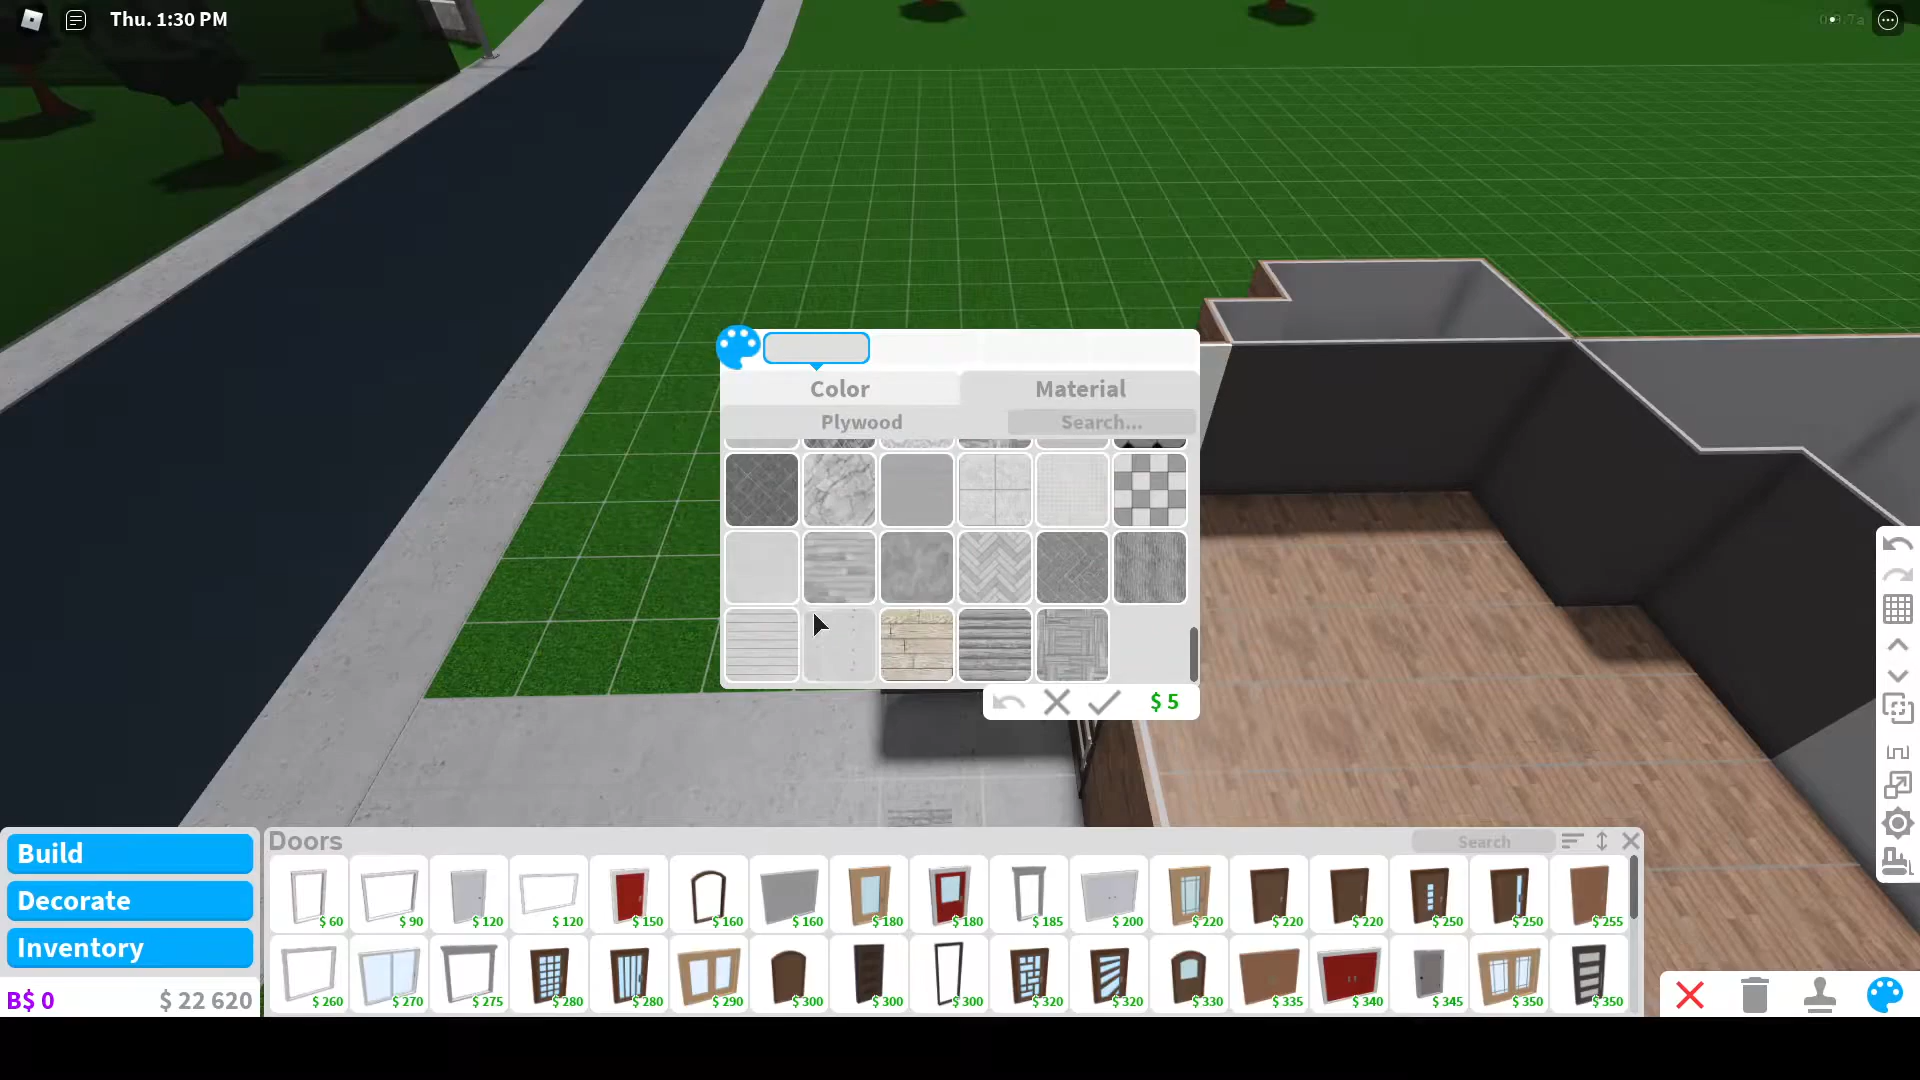 Thu. 1:30 PM
Color
Material
Plywood
Search...
$ 5
Build
Decorate
Inventory
B$ 0
$ 22 620
Doors
Search
$ 60
$ 90
$ 120
$ 120
$ 150
$ 160
$ 160
$ 180
$ 180
$ 185
$ 200
$ 220
$ 220
$ 220
$ 250
$ 250
$ 255
$ 260
$ 270
$ 275
$ 280
$ 280
$ 290
$ 300
$ 300
$ 300
$ 320
$ 320
$ 330
$ 335
$ 340
$ 345
$ 350
$ 350